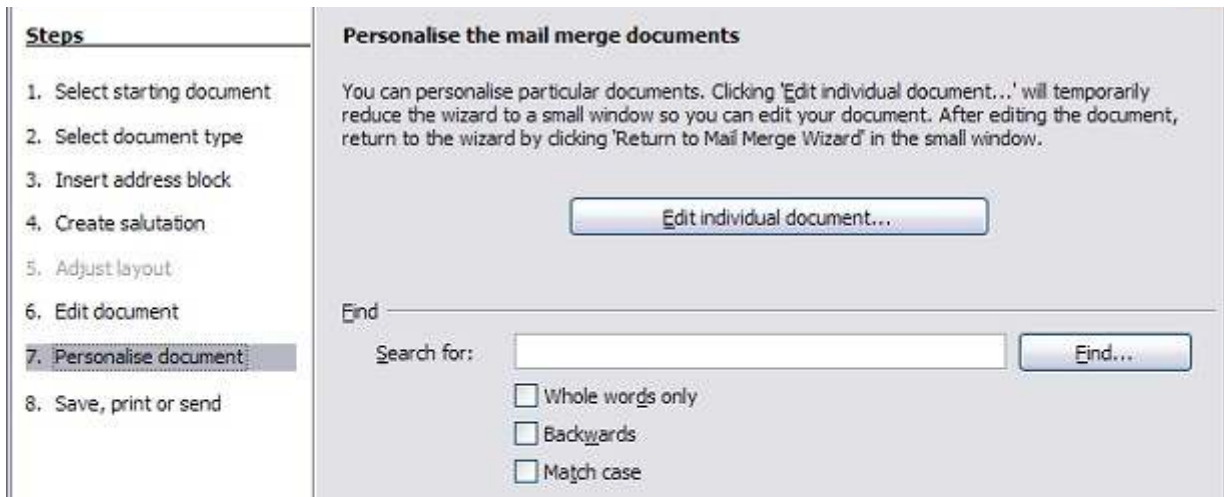 Steps
1. Select starting document
2. Select document type
3. Insert address block
4. Create salutation
5. Adjust layout
6. Edit document
7. Personalise document
8. Save, print or send
Personalise the mail merge documents
You can personalise particular documents. Clicking 'Edit individual document...' will temporarily
reduce the wizard to a small window so you can edit your document. After editing the document,
return to the wizard by clicking 'Return to Mail Merge Wizard' in the small window.
Edit individual document...
Find
Search for:
Find...
Whole words only
Backwards
Match case